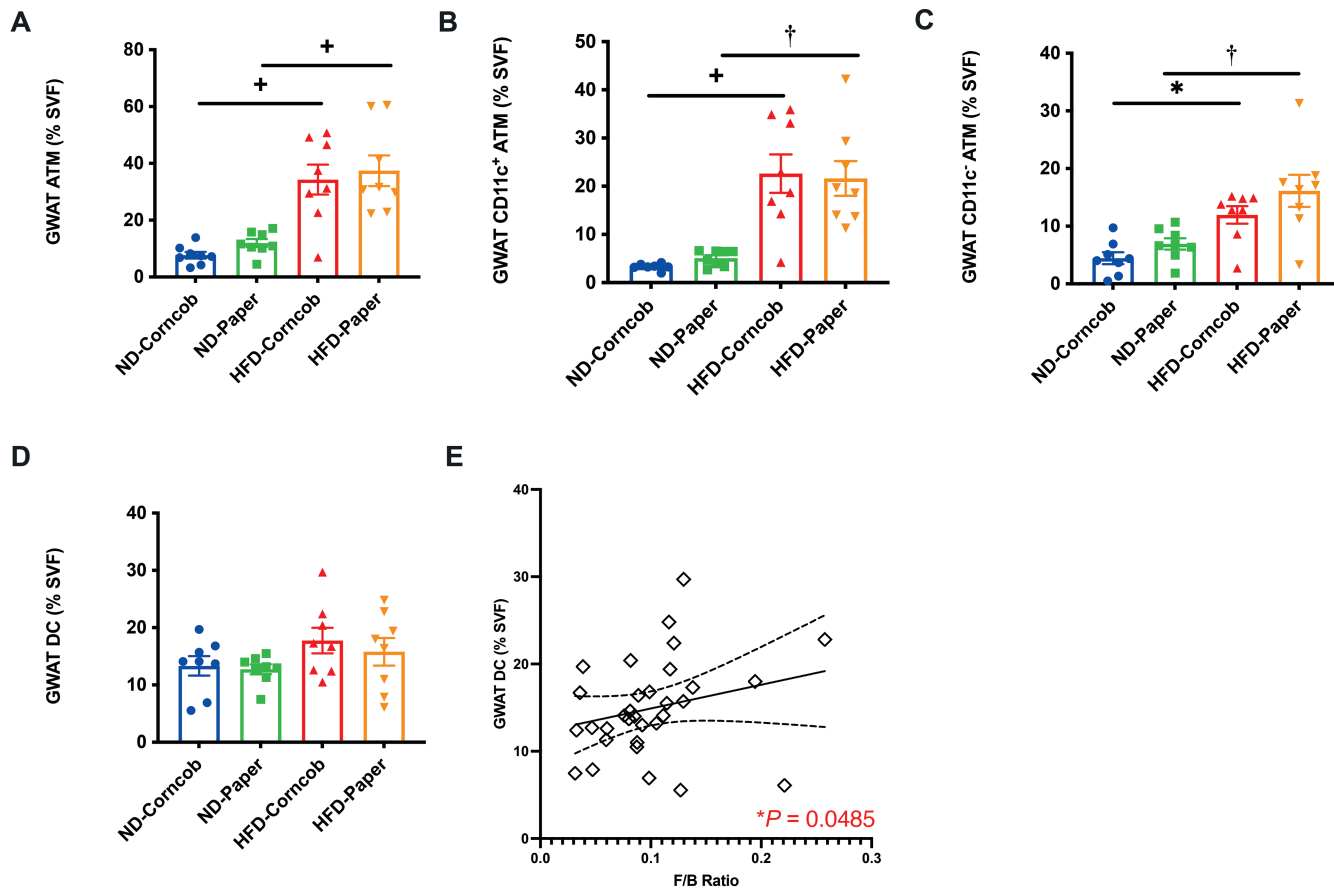 A
GWAT ATM (% SVF)
80
60
40
20
0
+
+
ND-Corncob
ND-Paper
HFD-Corncob
HFD-Paper
B
GWAT CD11c⁺ ATM (% SVF)
50
40
30
20
10
0
†
+
ND-Corncob
ND-Paper
HFD-Corncob
HFD-Paper
C
GWAT CD11c⁻ ATM (% SVF)
40
30
20
10
0
†
*
ND-Corncob
ND-Paper
HFD-Corncob
HFD-Paper
D
GWAT DC (% SVF)
40
30
20
10
0
ND-Corncob
ND-Paper
HFD-Corncob
HFD-Paper
E
GWAT DC (% SVF)
40
30
20
10
0
*P = 0.0485
0.0 0.1 0.2 0.3
F/B Ratio